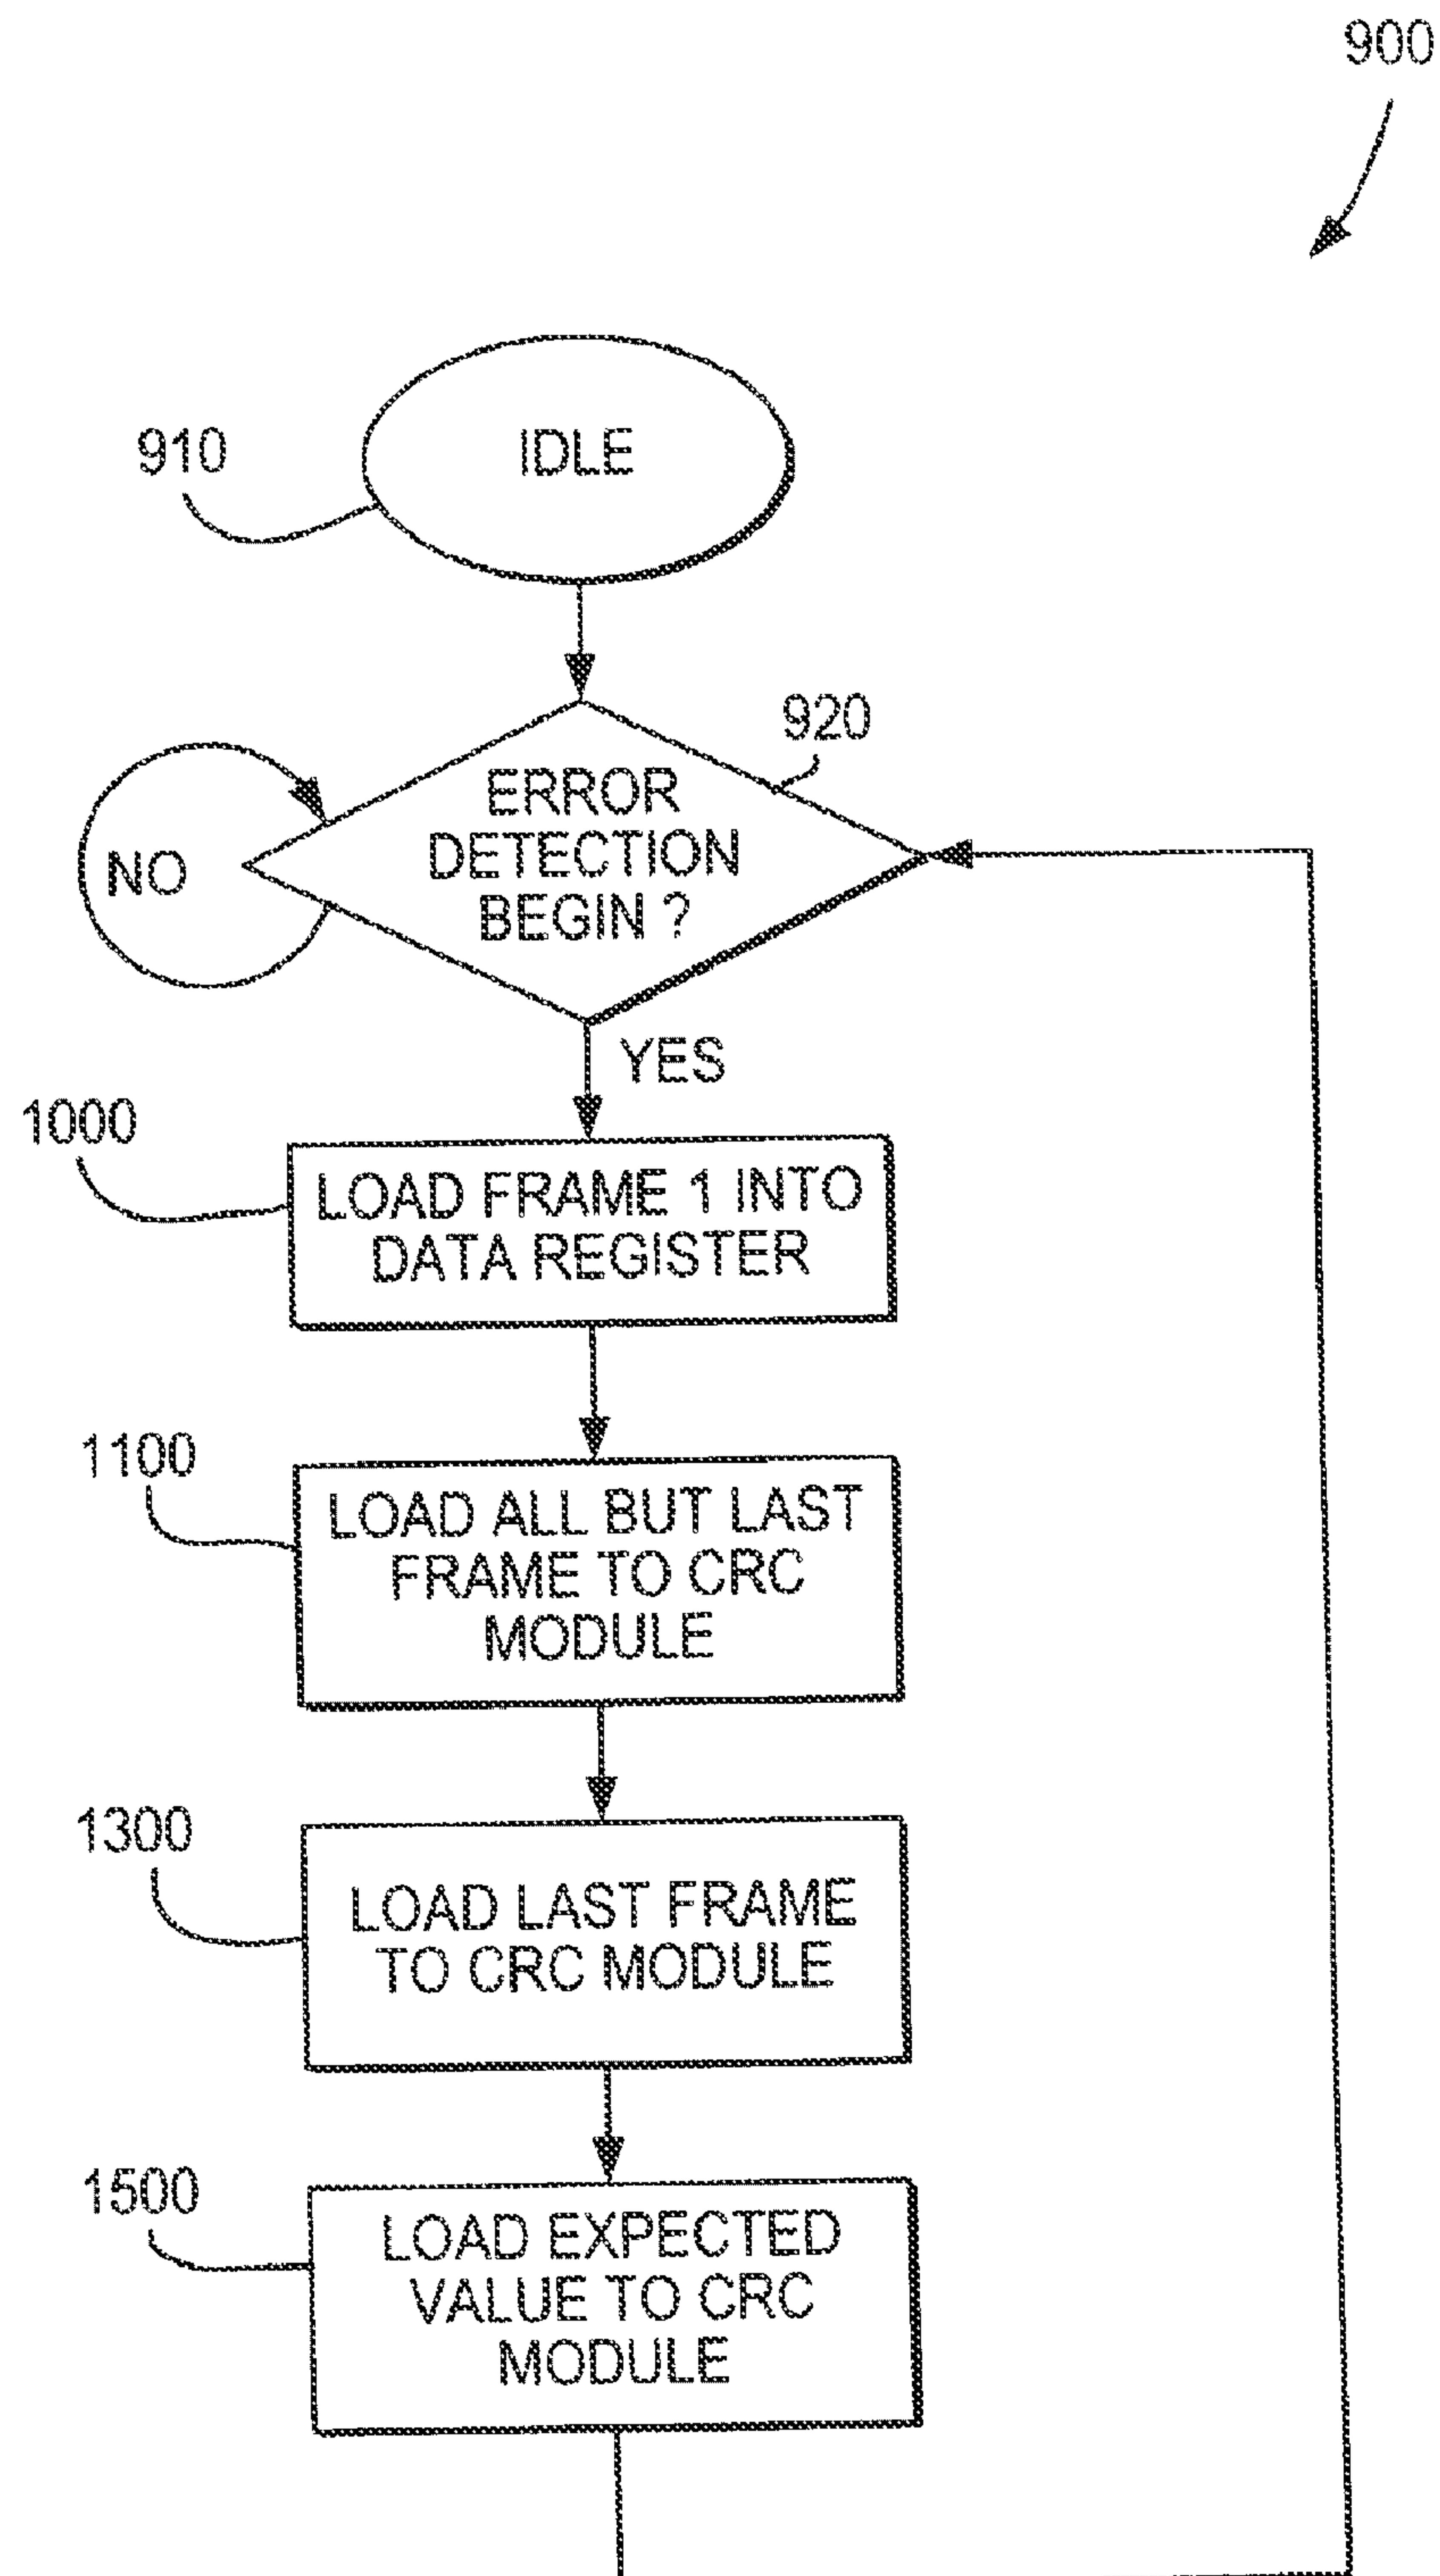 900
910
IDLE
920
ERROR
DETECTION
BEGIN ?
NO
YES
1000
LOAD FRAME 1 INTO
DATA REGISTER
1100
LOAD ALL BUT LAST
FRAME TO CRC
MODULE
1300
LOAD LAST FRAME
TO CRC MODULE
1500
LOAD EXPECTED
VALUE TO CRC
MODULE